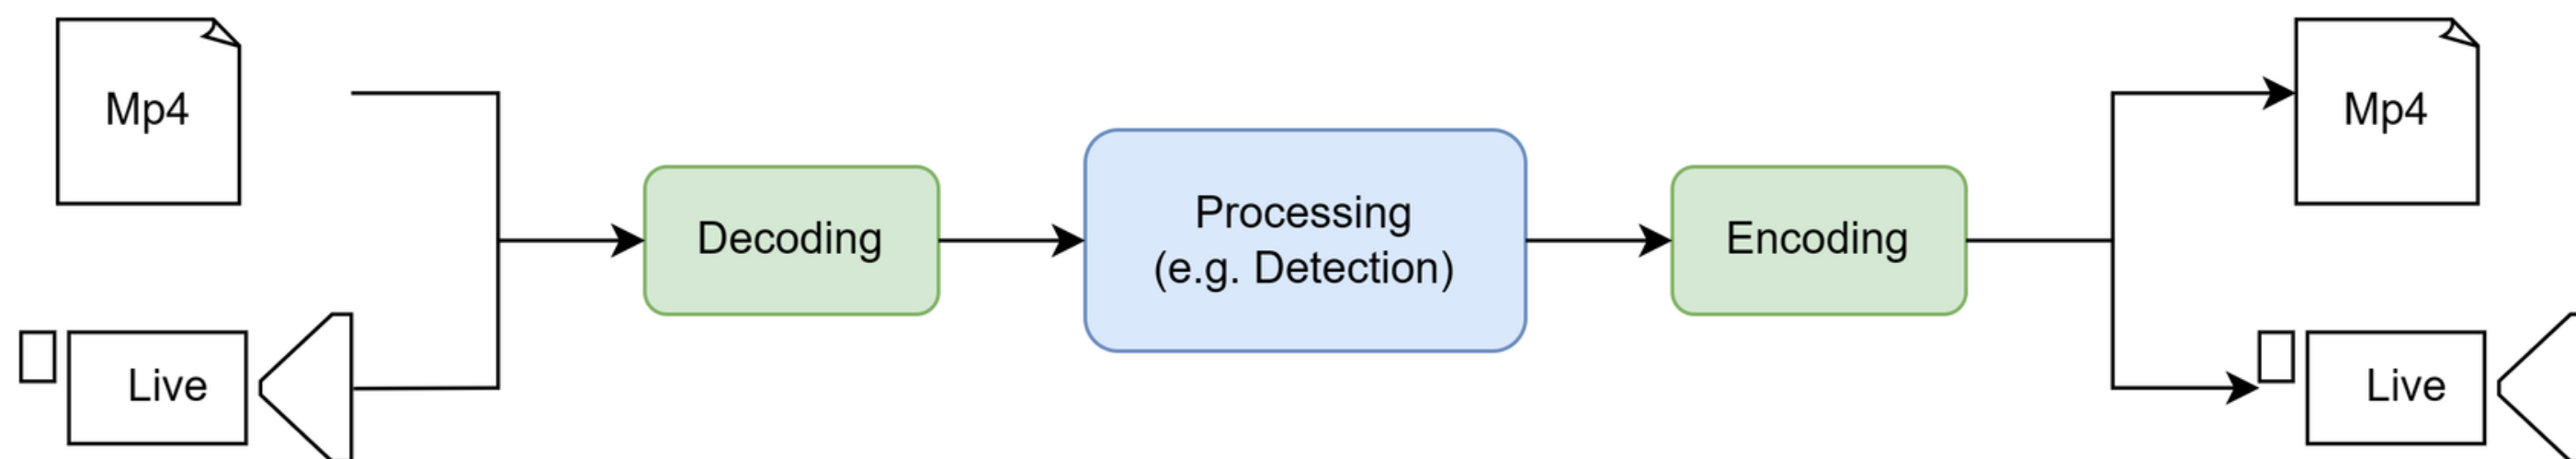 Mp4
Live
Decoding
Processing
(e.g. Detection)
Encoding
Mp4
Live